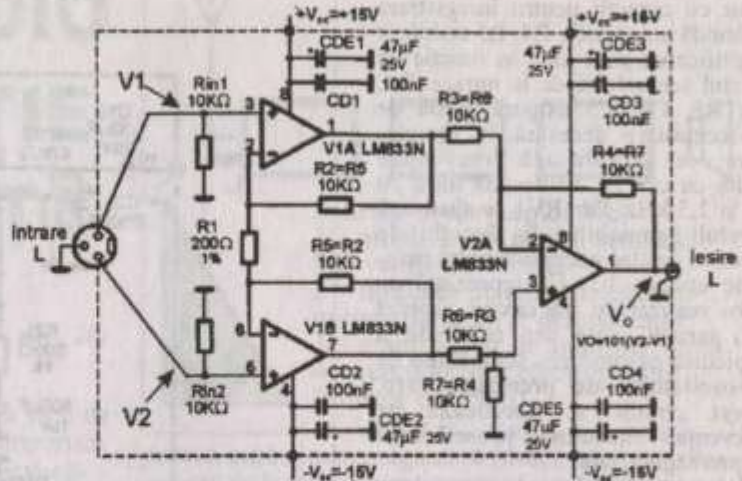 +Vcc=+15V
+Vcc=+15V
V1
Rin1
10KΩ
CDE1
47µF
25V
100nF
CD1
47µF
25V
CDE3
CD3
100nF
8
3
2
1
V1A LM833N
R3=R6
10KΩ
R4=R7
10KΩ
R2=R5
10KΩ
Intrare
L
R1
200Ω
1%
R5=R2
10KΩ
V2A
LM833N
2
3
8
1
4
Iesire
L
Vo
VO=101(V2-V1)
6
5
V1B LM833N
7
4
R6=R3
10KΩ
Rin2
10KΩ
V2
CD2
100nF
CDE2
47µF 25V
R7=R4
10KΩ
CDE5
47uF
25V
CD4
100nF
-Vee=-15V
-Vee=-15V